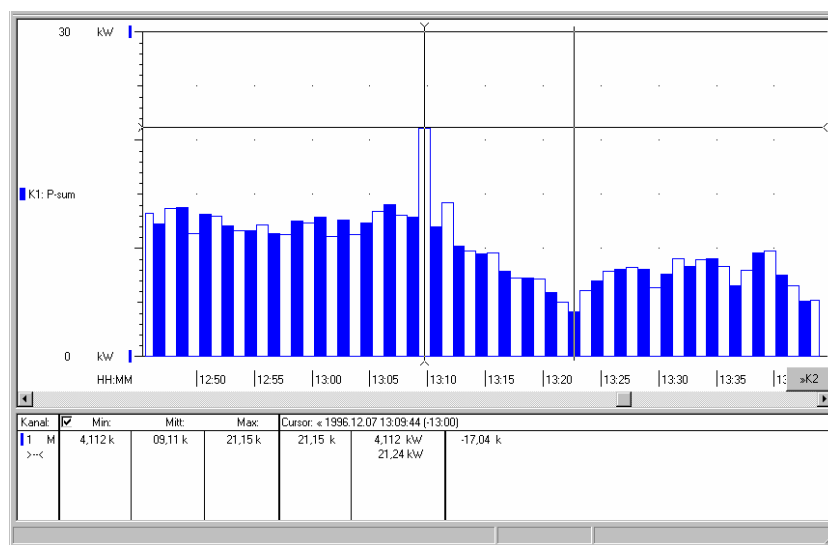 30 kW
K1: P-sum
0 kW
HH:MM 12:50 12:55 13:00 13:05 13:10 13:15 13:20 13:25 13:30 13:35 13: »K2
Kanal: Min: Mitt: Max: Cursor: « 1996.12.07 13:09:44 (-13:00)
1 M 4,112 k 09,11 k 21,15 k 21,15 k 4,112 kW -17,04 k
>--< 21,24 kW